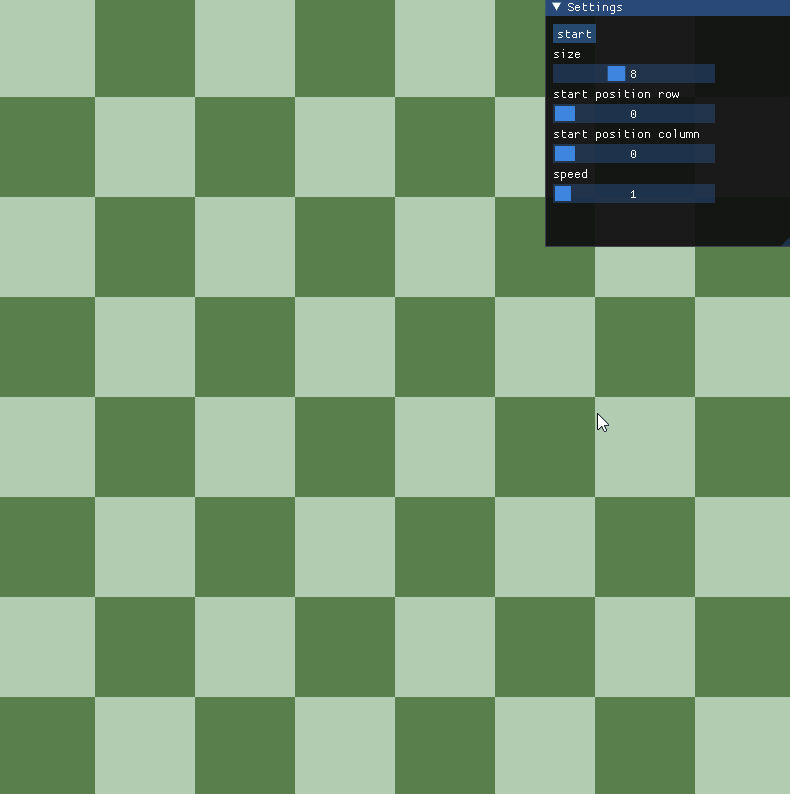 Settings
start
size
8
start position row
0
start position column
0
speed
1